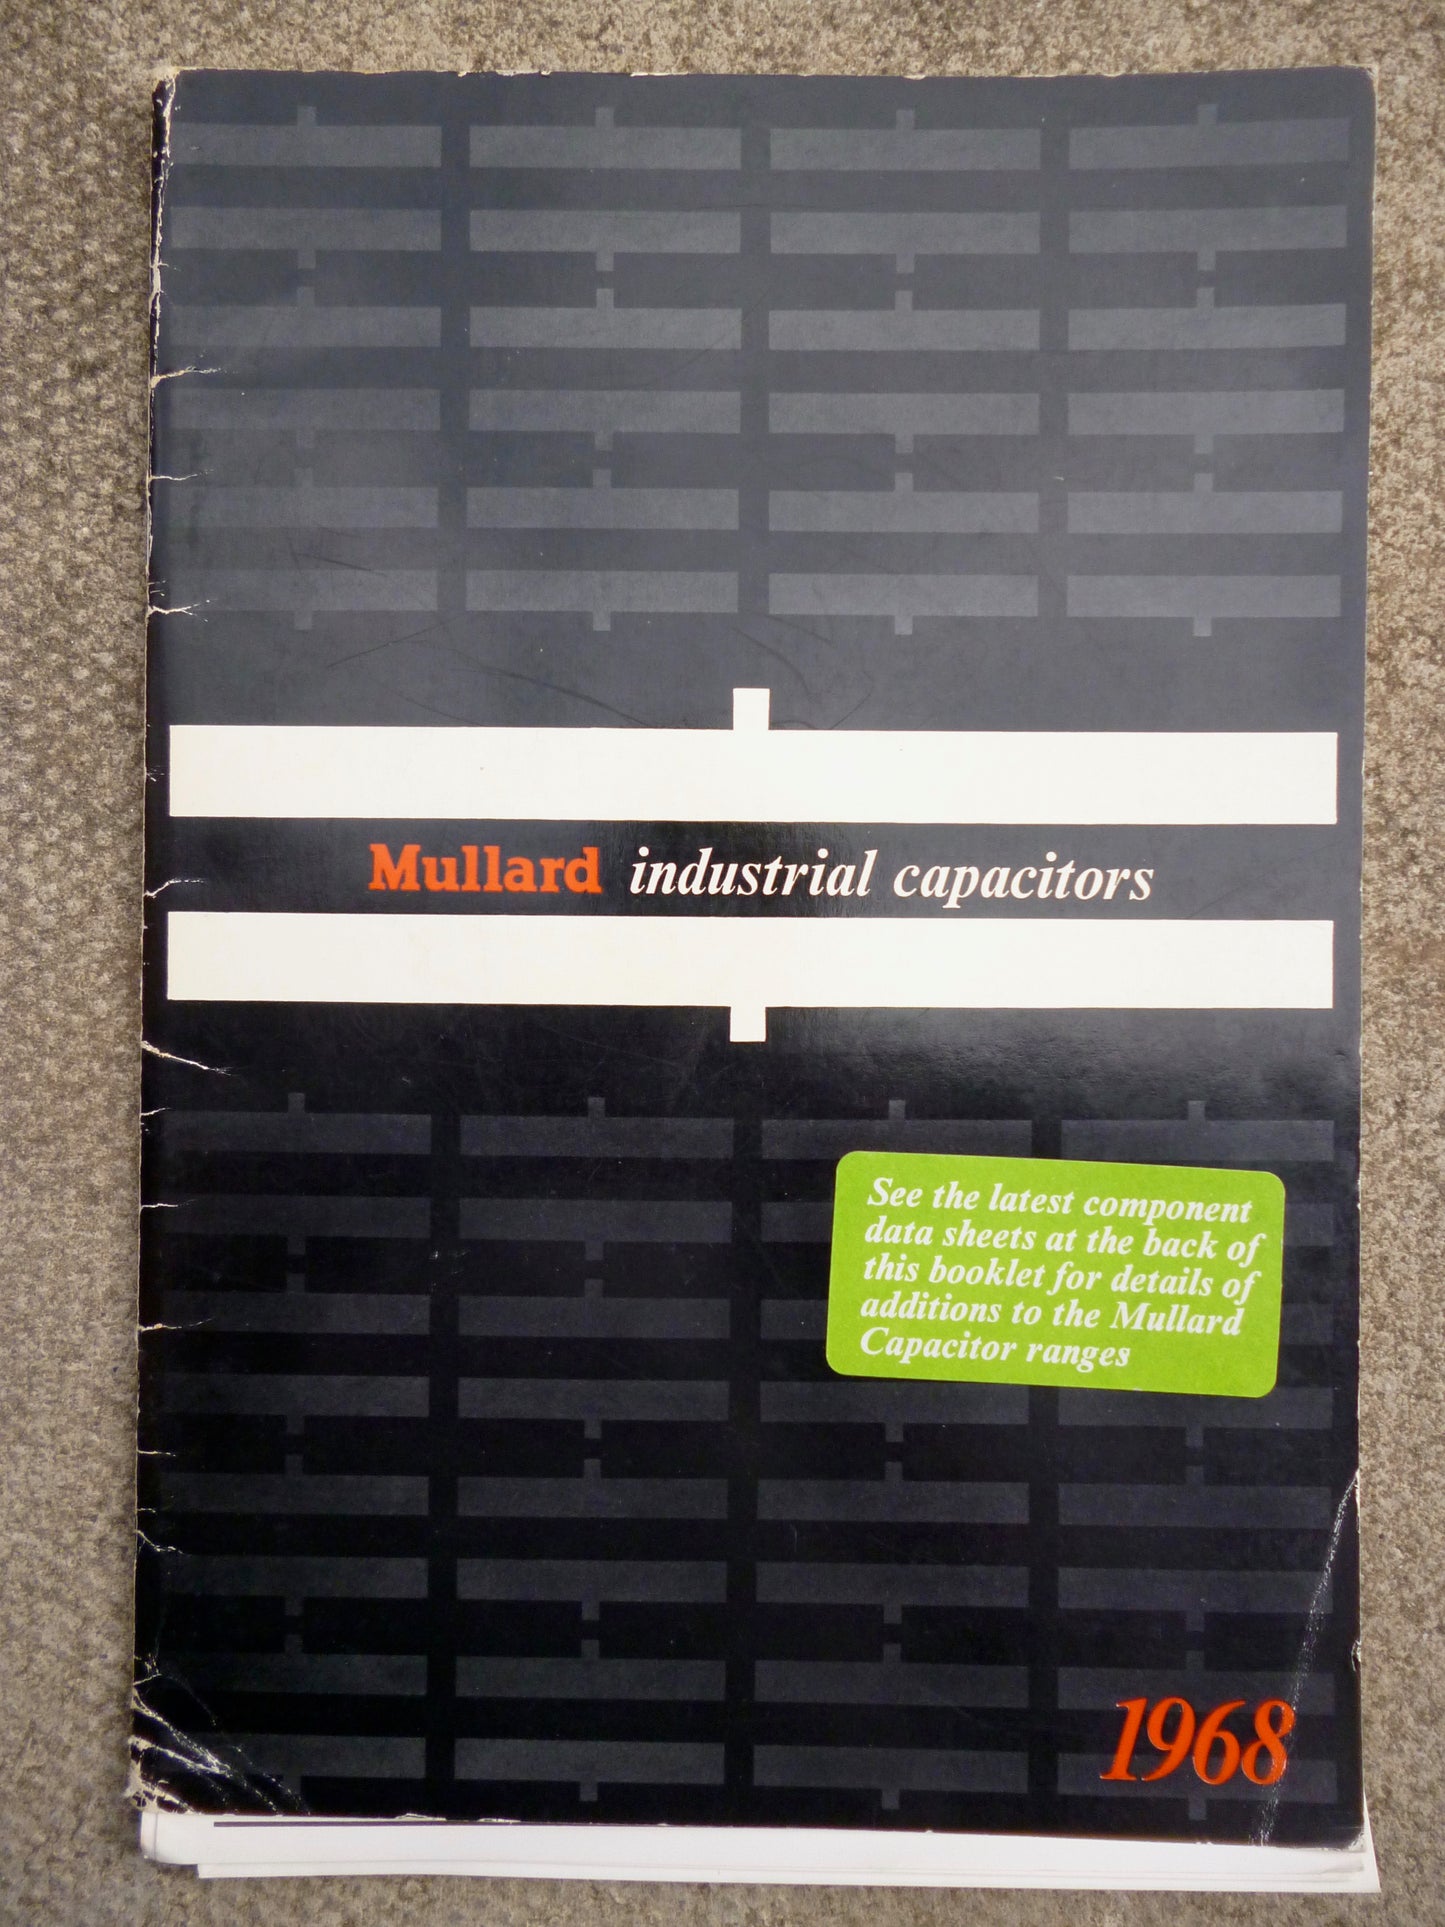 Mullard industrial capacitors
See the latest component
data sheets at the back of
this booklet for details of
additions to the Mullard
Capacitor ranges
1968